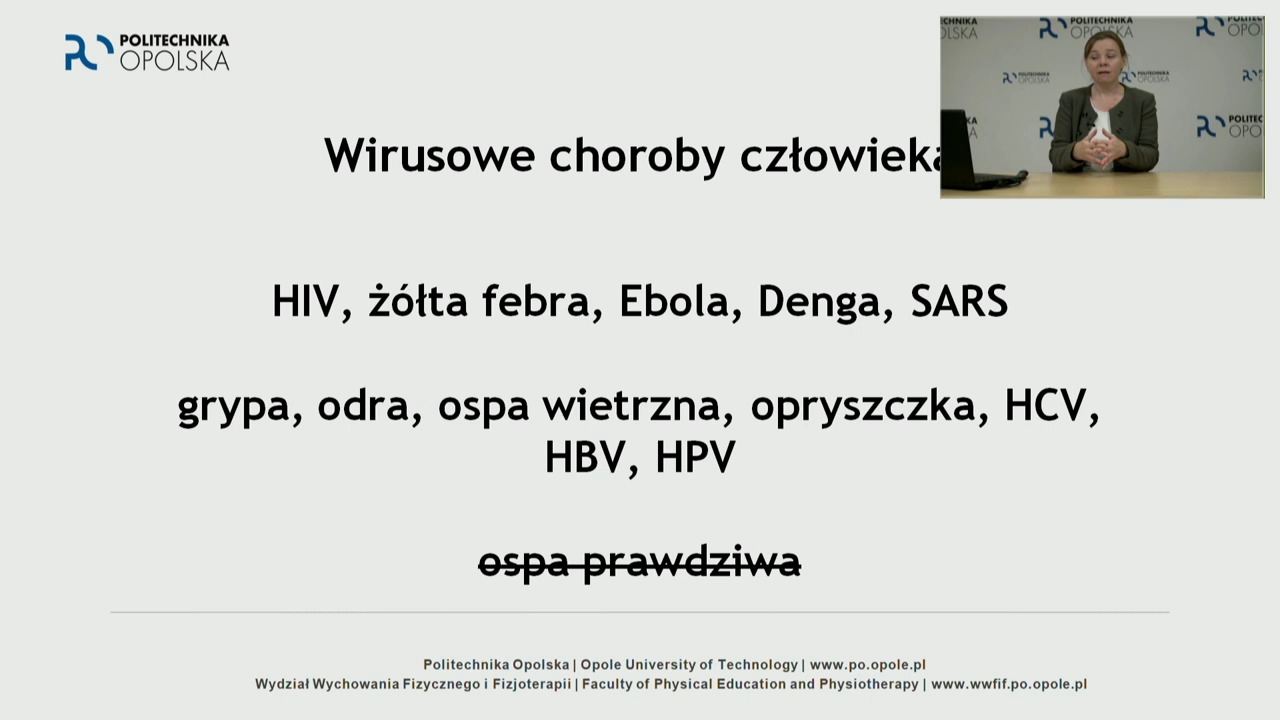 POLITECHNIKA
OPOLSKA
Wirusowe choroby człowieka
HIV, żółta febra, Ebola, Denga, SARS
grypa, odra, ospa wietrzna, opryszczka, HCV,
HBV, HPV
ospa prawdziwa
Politechnika Opolska | Opole University of Technology | www.po.opole.pl
Wydział Wychowania Fizycznego i Fizjoterapii | Faculty of Physical Education and Physiotherapy | www.wwfif.po.opole.pl